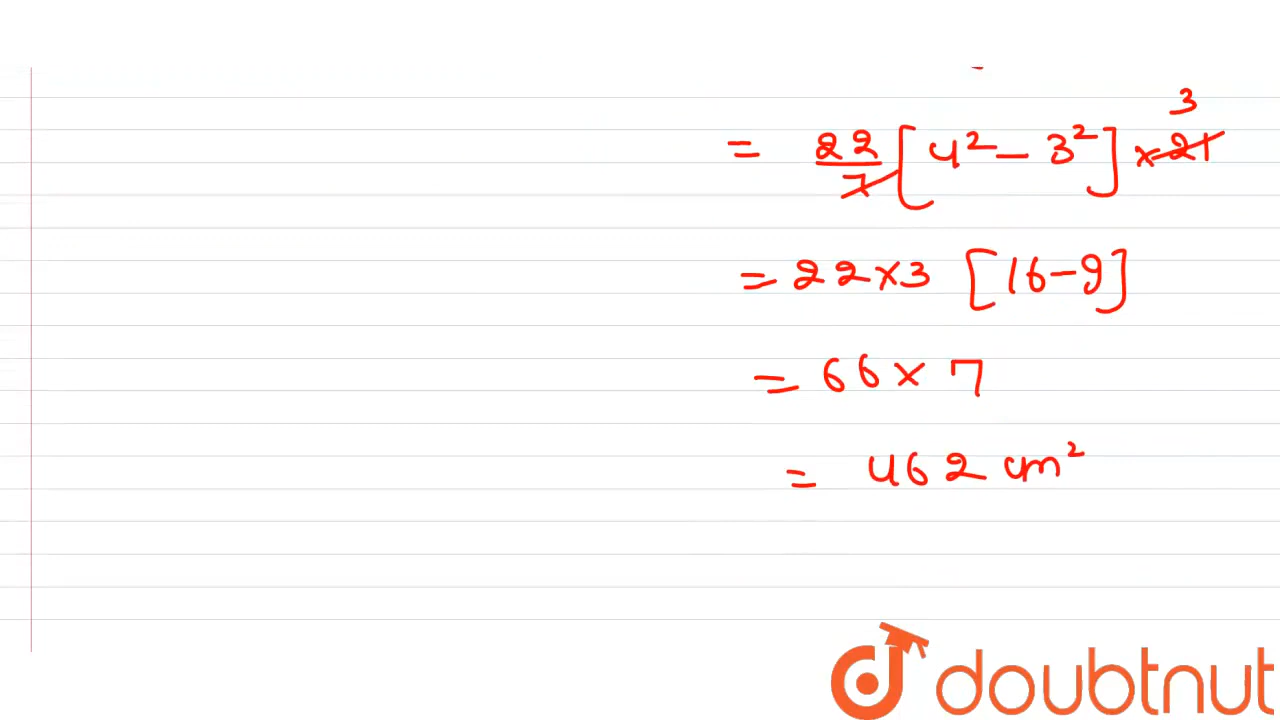 = 22/7 [4² - 3²] × 21 3
= 22×3 [16-9]
= 66 × 7
= 462 cm²
doubtnut